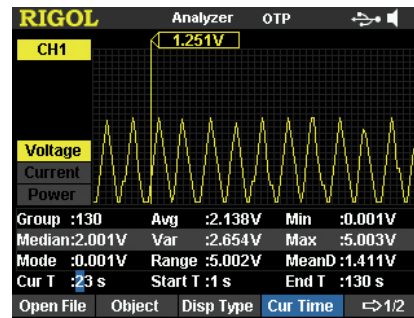 RIGOL Analyzer OTP
CH1 1.251V
Voltage
Current
Power
Group :130 Avg :2.138V Min :0.001V
Median:2.001V Var :2.654V Max :5.003V
Mode :0.001V Range :5.002V MeanD:1.411V
Cur T :23 s Start T :1 s End T :130 s
Open File Object Disp Type Cur Time ⇨1/2